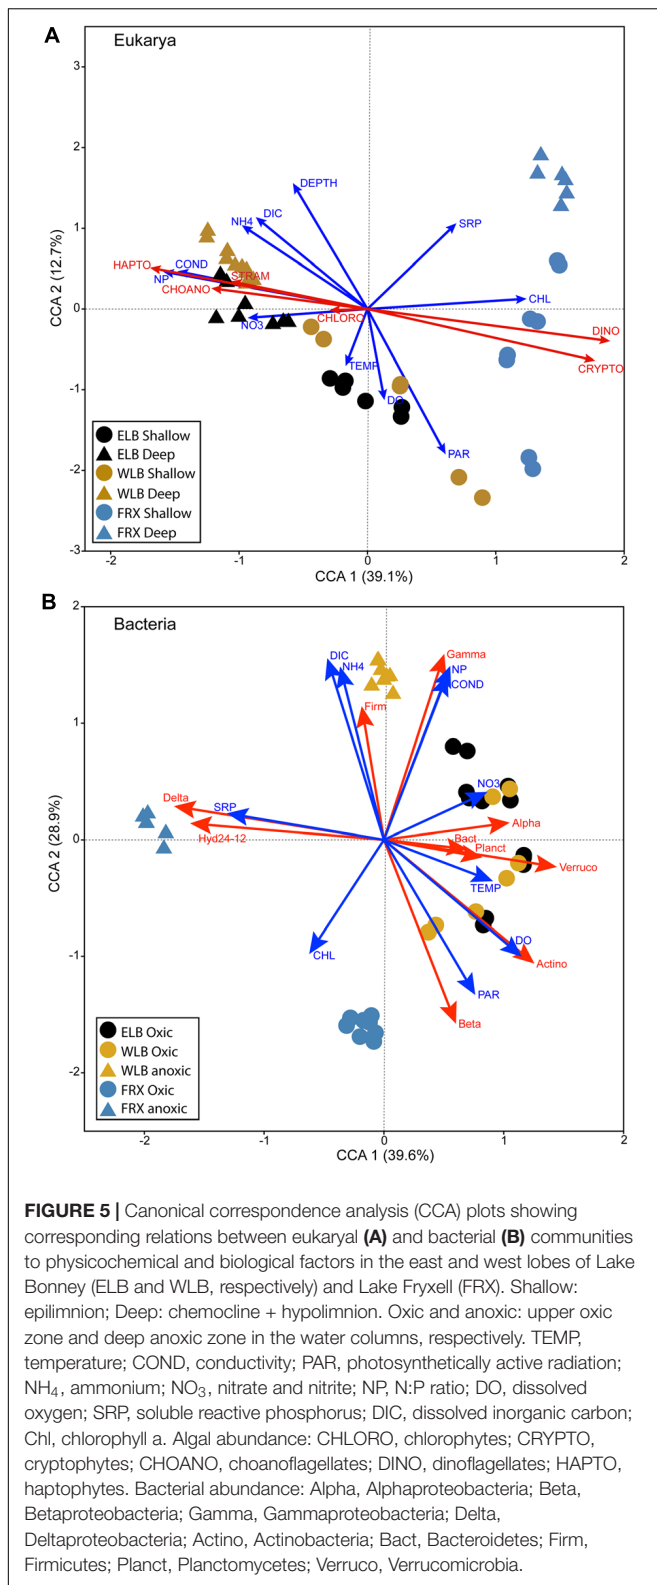 A
Eukarya
3
2
1
0
-1
-2
-3
CCA 2 (12.7%)
DEPTH
DIC
NH4
SRP
HAPTO
COND
NP
STRAM
CHOANO
CHL
CHLORO
NO3
DINO
TEMP
CRYPTO
DO
PAR
ELB Shallow
ELB Deep
WLB Shallow
WLB Deep
FRX Shallow
FRX Deep
-2 -1 0 1 2
CCA 1 (39.1%)
B
Bacteria
2
1
0
-1
-2
CCA 2 (28.9%)
DIC
NH4
Gamma
NP
COND
Firm
NO3
Delta
SRP
Alpha
Hyd24-12
Bact
Planct
Verruco
TEMP
CHL
DO
Actino
PAR
Beta
ELB Oxic
WLB Oxic
WLB anoxic
FRX Oxic
FRX anoxic
-2 -1 0 1 2
CCA 1 (39.6%)
FIGURE 5 | Canonical correspondence analysis (CCA) plots showing
corresponding relations between eukaryal (A) and bacterial (B) communities
to physicochemical and biological factors in the east and west lobes of Lake
Bonney (ELB and WLB, respectively) and Lake Fryxell (FRX). Shallow:
epilimnion; Deep: chemocline + hypolimnion. Oxic and anoxic: upper oxic
zone and deep anoxic zone in the water columns, respectively. TEMP,
temperature; COND, conductivity; PAR, photosynthetically active radiation;
NH4, ammonium; NO3, nitrate and nitrite; NP, N:P ratio; DO, dissolved
oxygen; SRP, soluble reactive phosphorus; DIC, dissolved inorganic carbon;
Chl, chlorophyll a. Algal abundance: CHLORO, chlorophytes; CRYPTO,
cryptophytes; CHOANO, choanoflagellates; DINO, dinoflagellates; HAPTO,
haptophytes. Bacterial abundance: Alpha, Alphaproteobacteria; Beta,
Betaproteobacteria; Gamma, Gammaproteobacteria; Delta,
Deltaproteobacteria; Actino, Actinobacteria; Bact, Bacteroidetes; Firm,
Firmicutes; Planct, Planctomycetes; Verruco, Verrucomicrobia.